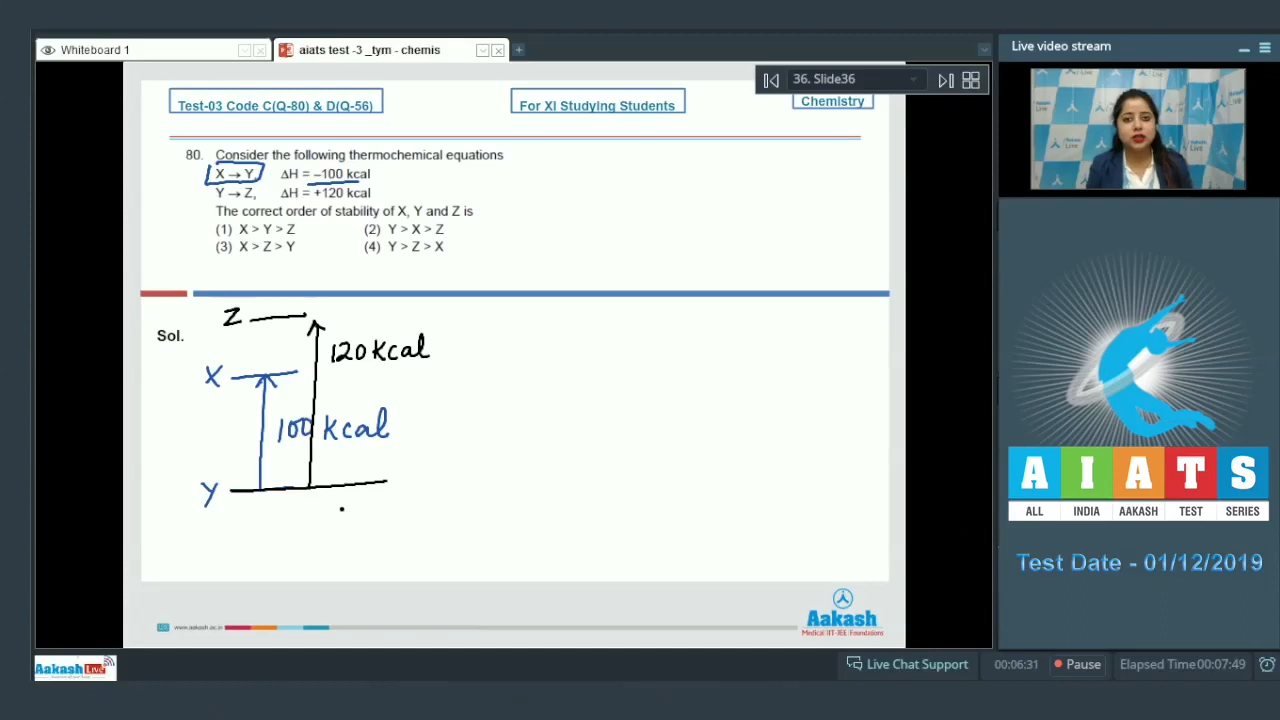 Whiteboard 1
aiats test -3 _tym - chemis
Live video stream
36. Slide36
Test-03 Code C(Q-80) & D(Q-56)
For XI Studying Students
Chemistry
80. Consider the following thermochemical equations
X → Y, ΔH = –100 kcal
Y → Z, ΔH = +120 kcal
The correct order of stability of X, Y and Z is
(1) X > Y > Z (2) Y > X > Z
(3) X > Z > Y (4) Y > Z > X
Sol.
Z
120 kcal
X
100 kcal
Y
A I A T S
ALL INDIA AAKASH TEST SERIES
Test Date - 01/12/2019
Aakash
Medical|IIT-JEE|Foundations
www.aakash.ac.in
Aakash Live
Live Chat Support
00:06:31
Pause
Elapsed Time 00:07:49